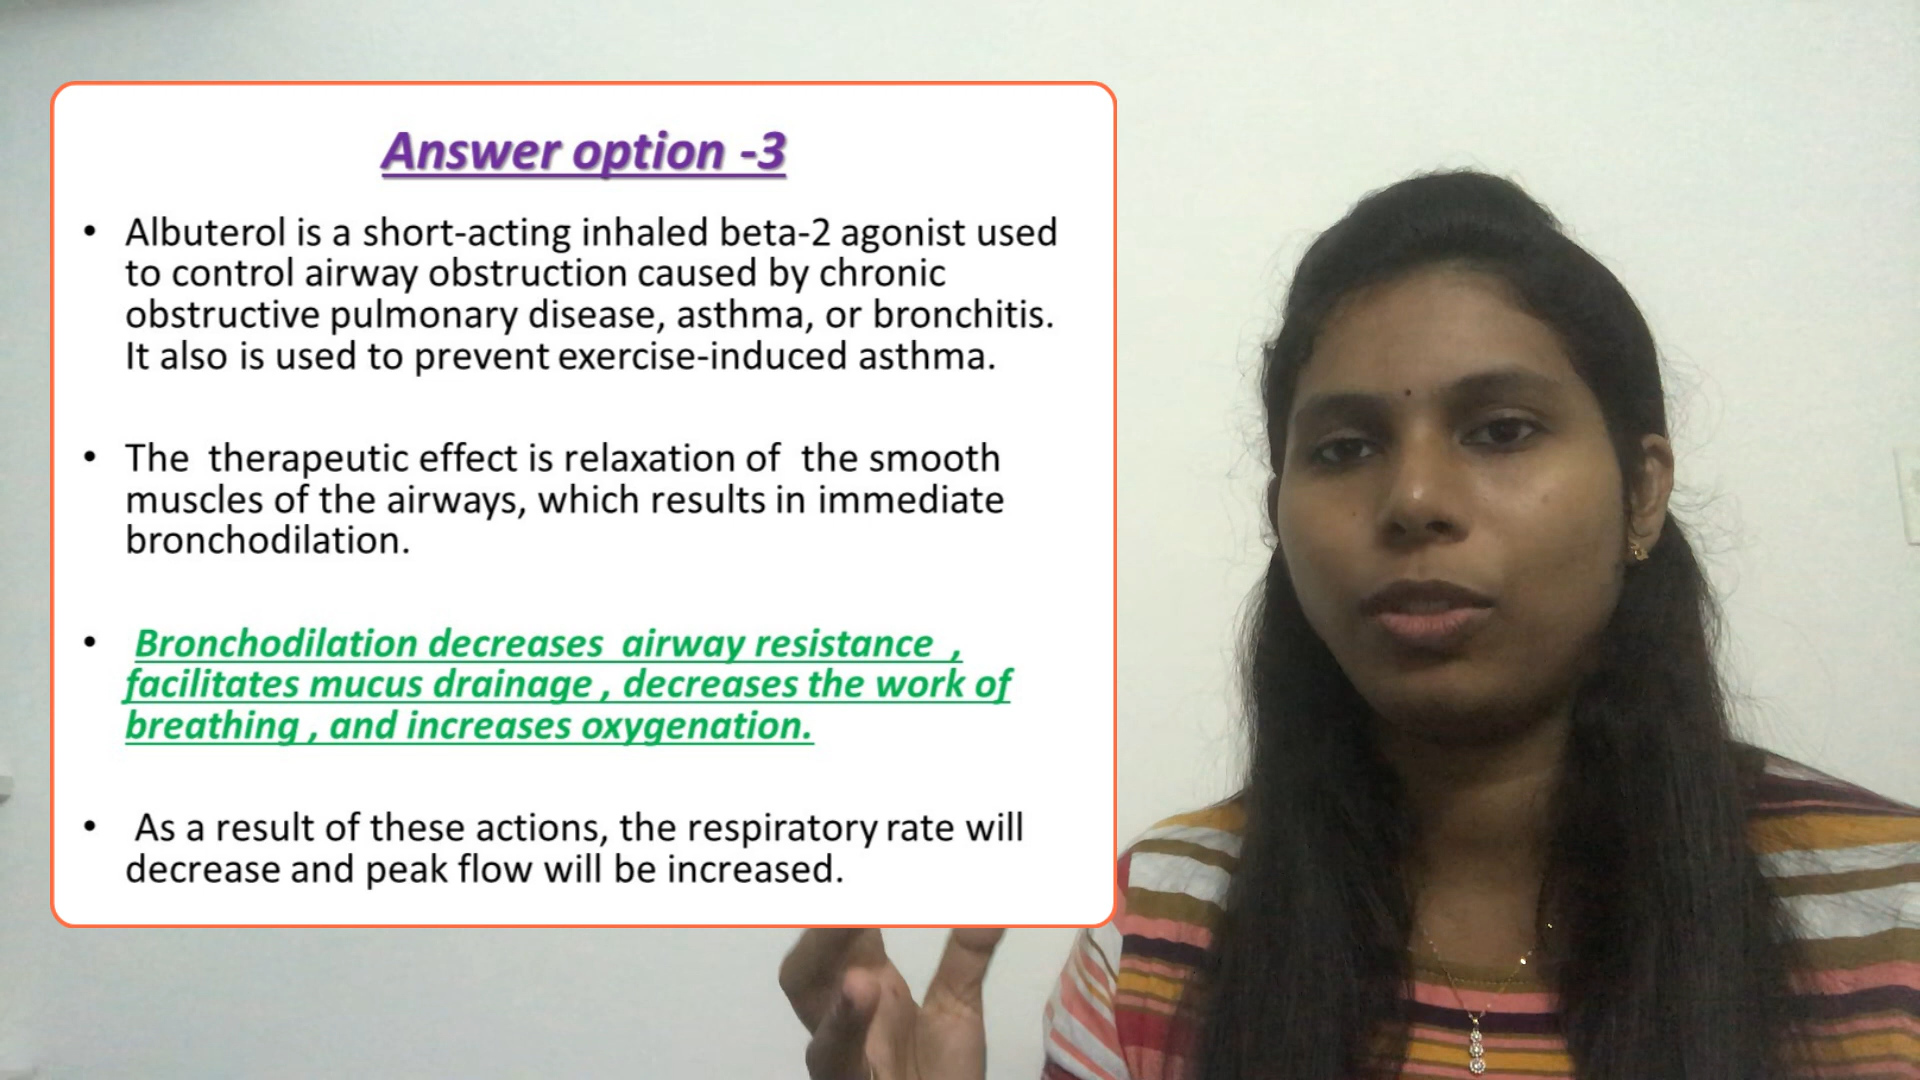 Answer option -3
• Albuterol is a short-acting inhaled beta-2 agonist used
to control airway obstruction caused by chronic
obstructive pulmonary disease, asthma, or bronchitis.
It also is used to prevent exercise-induced asthma.
• The therapeutic effect is relaxation of the smooth
muscles of the airways, which results in immediate
bronchodilation.
• Bronchodilation decreases airway resistance ,
facilitates mucus drainage , decreases the work of
breathing , and increases oxygenation.
• As a result of these actions, the respiratory rate will
decrease and peak flow will be increased.